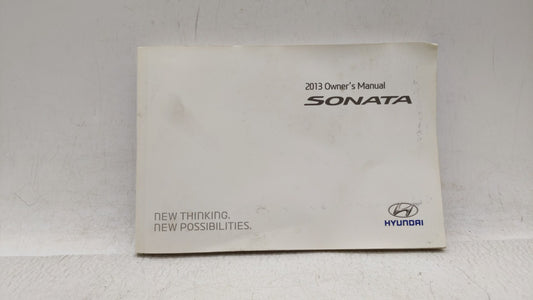 2013 Owner's Manual
SONATA
NEW THINKING.
NEW POSSIBILITIES.
HYUNDAI